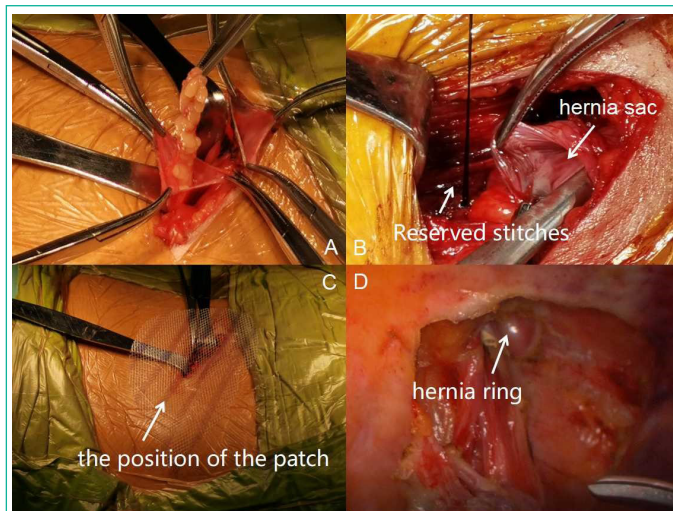 A
hernia sac
Reserved stitches
B
C
the position of the patch
D
hernia ring